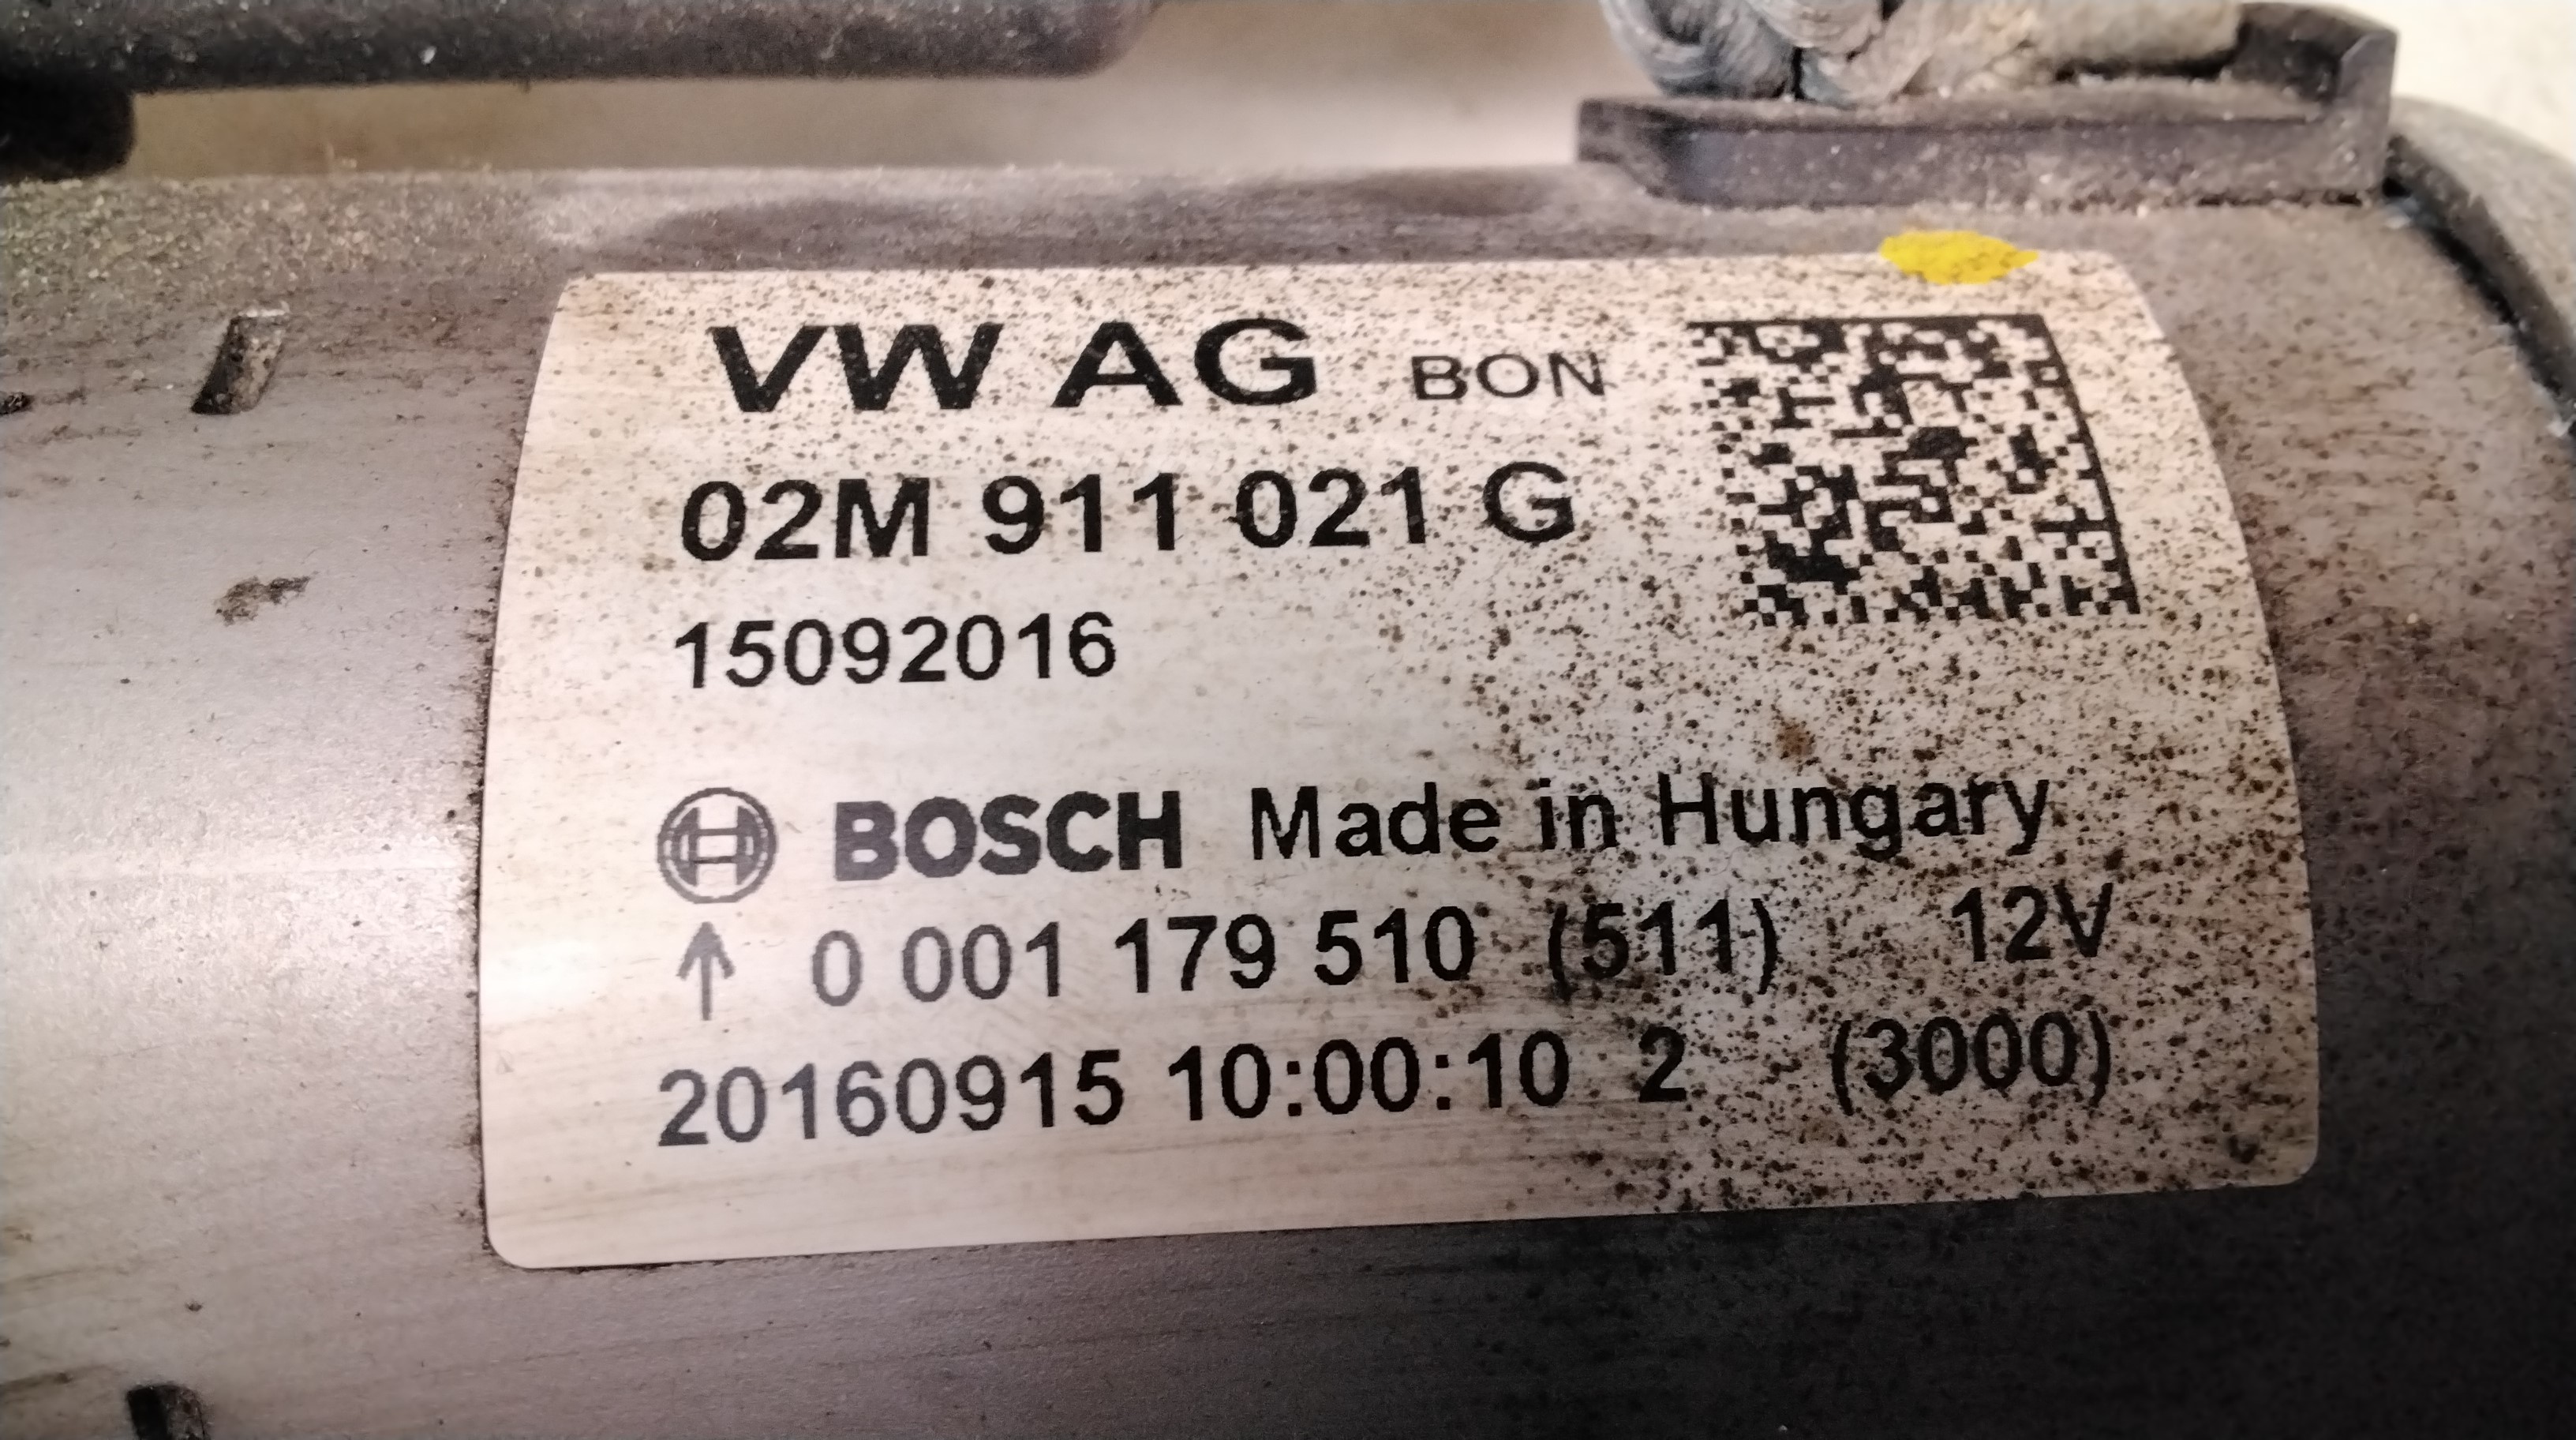 VW AG BON
02M 911 021 G
15092016
BOSCH Made in Hungary
↑ 0 001 179 510 (511) 12V
20160915 10:00:10 2 (3000)